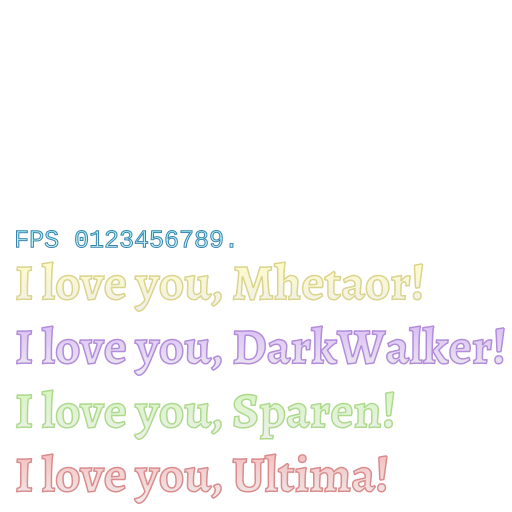 FPS 0123456789.
I love you, Mhetaor!
I love you, DarkWalker!
I love you, Sparen!
I love you, Ultima!